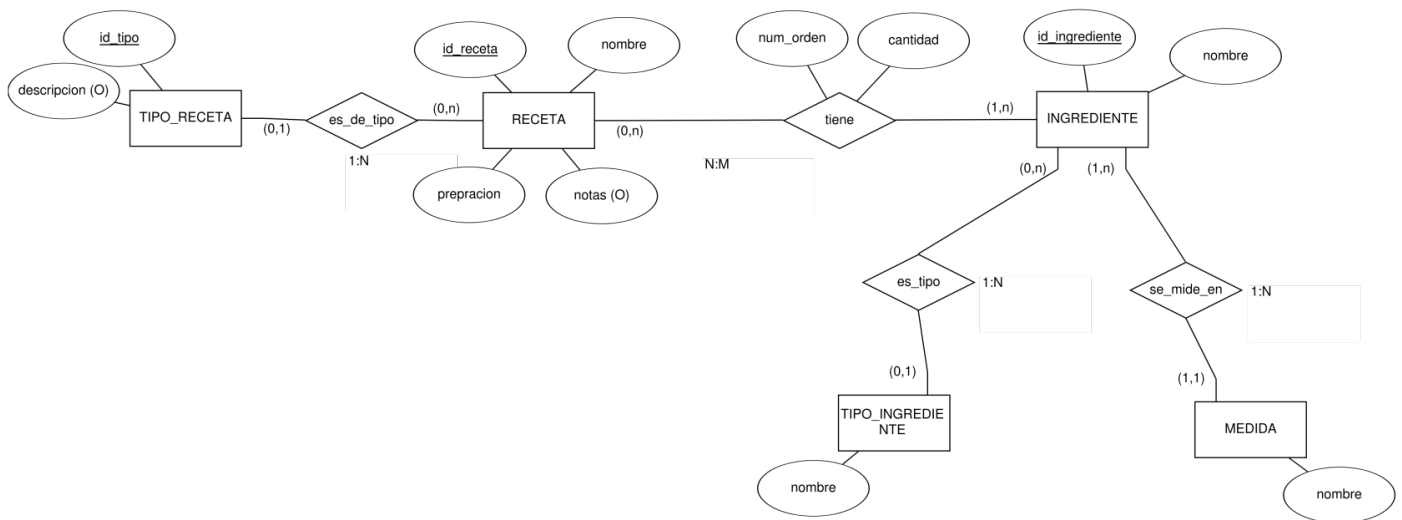 id_tipo
descripcion (O)
TIPO_RECETA
(0,1)
es_de_tipo
1:N
(0,n)
id_receta
nombre
RECETA
prepracion
notas (O)
(0,n)
num_orden
cantidad
tiene
N:M
(1,n)
id_ingrediente
nombre
INGREDIENTE
(0,n)
(1,n)
es_tipo
1:N
(0,1)
TIPO_INGREDIE
NTE
nombre
se_mide_en
1:N
(1,1)
MEDIDA
nombre